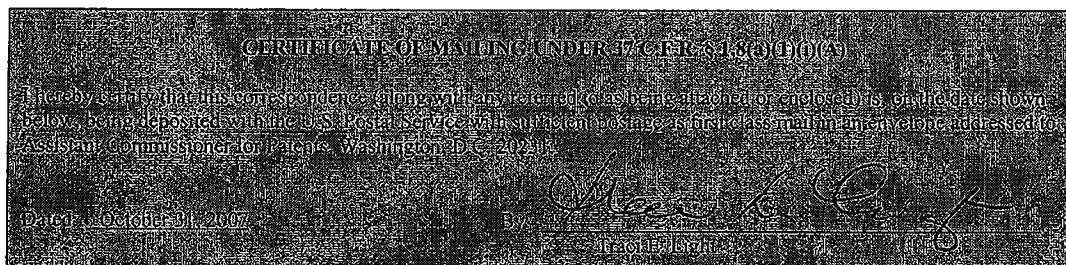 CERTIFICATE OF MAILING UNDER 37 C.F.R. § 1.8(a)(1)(i)(A)
I hereby certify that this correspondence (along with any referred to as being attached or enclosed) is, on the date shown
below, being deposited with the U.S. Postal Service with sufficient postage as first class mail in an envelope addressed to
Assistant Commissioner for Patents, Washington, D.C. 20231.
Dated: October 31, 2007 By:
Traci E. Light